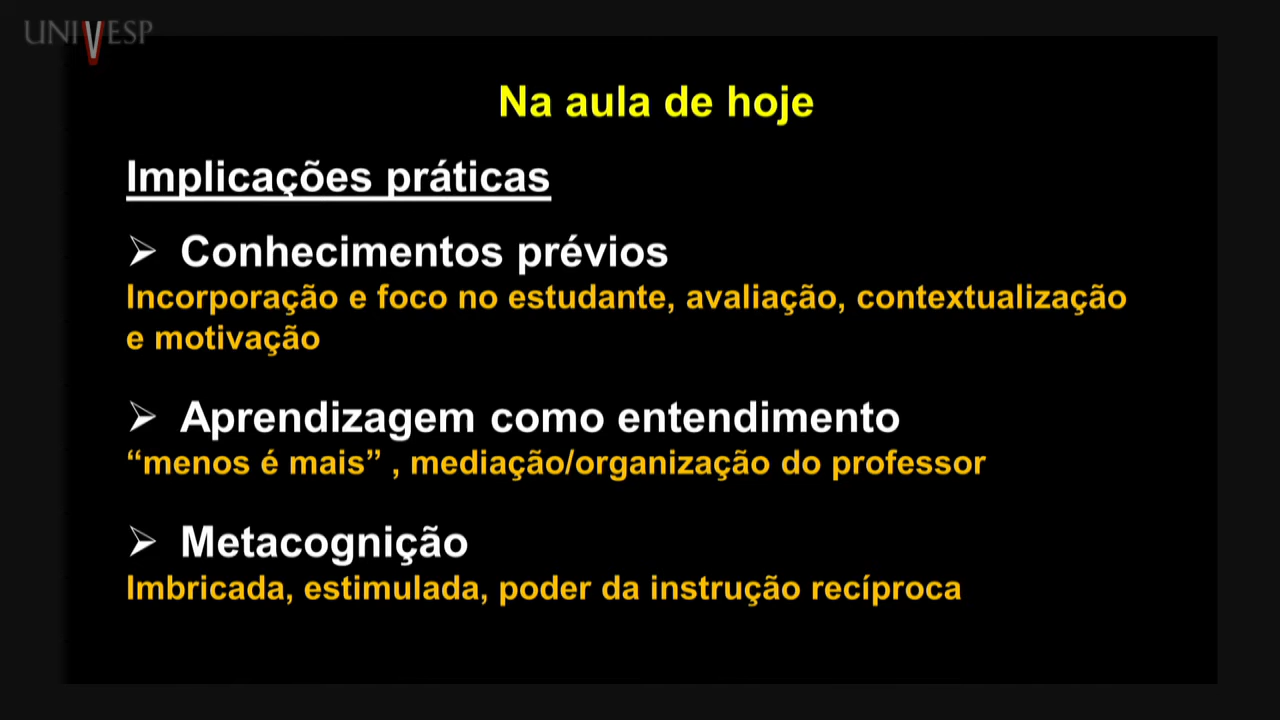 UNIVESP
Na aula de hoje
Implicações práticas
➢ Conhecimentos prévios
Incorporação e foco no estudante, avaliação, contextualização
e motivação
➢ Aprendizagem como entendimento
“menos é mais” , mediação/organização do professor
➢ Metacognição
Imbricada, estimulada, poder da instrução recíproca